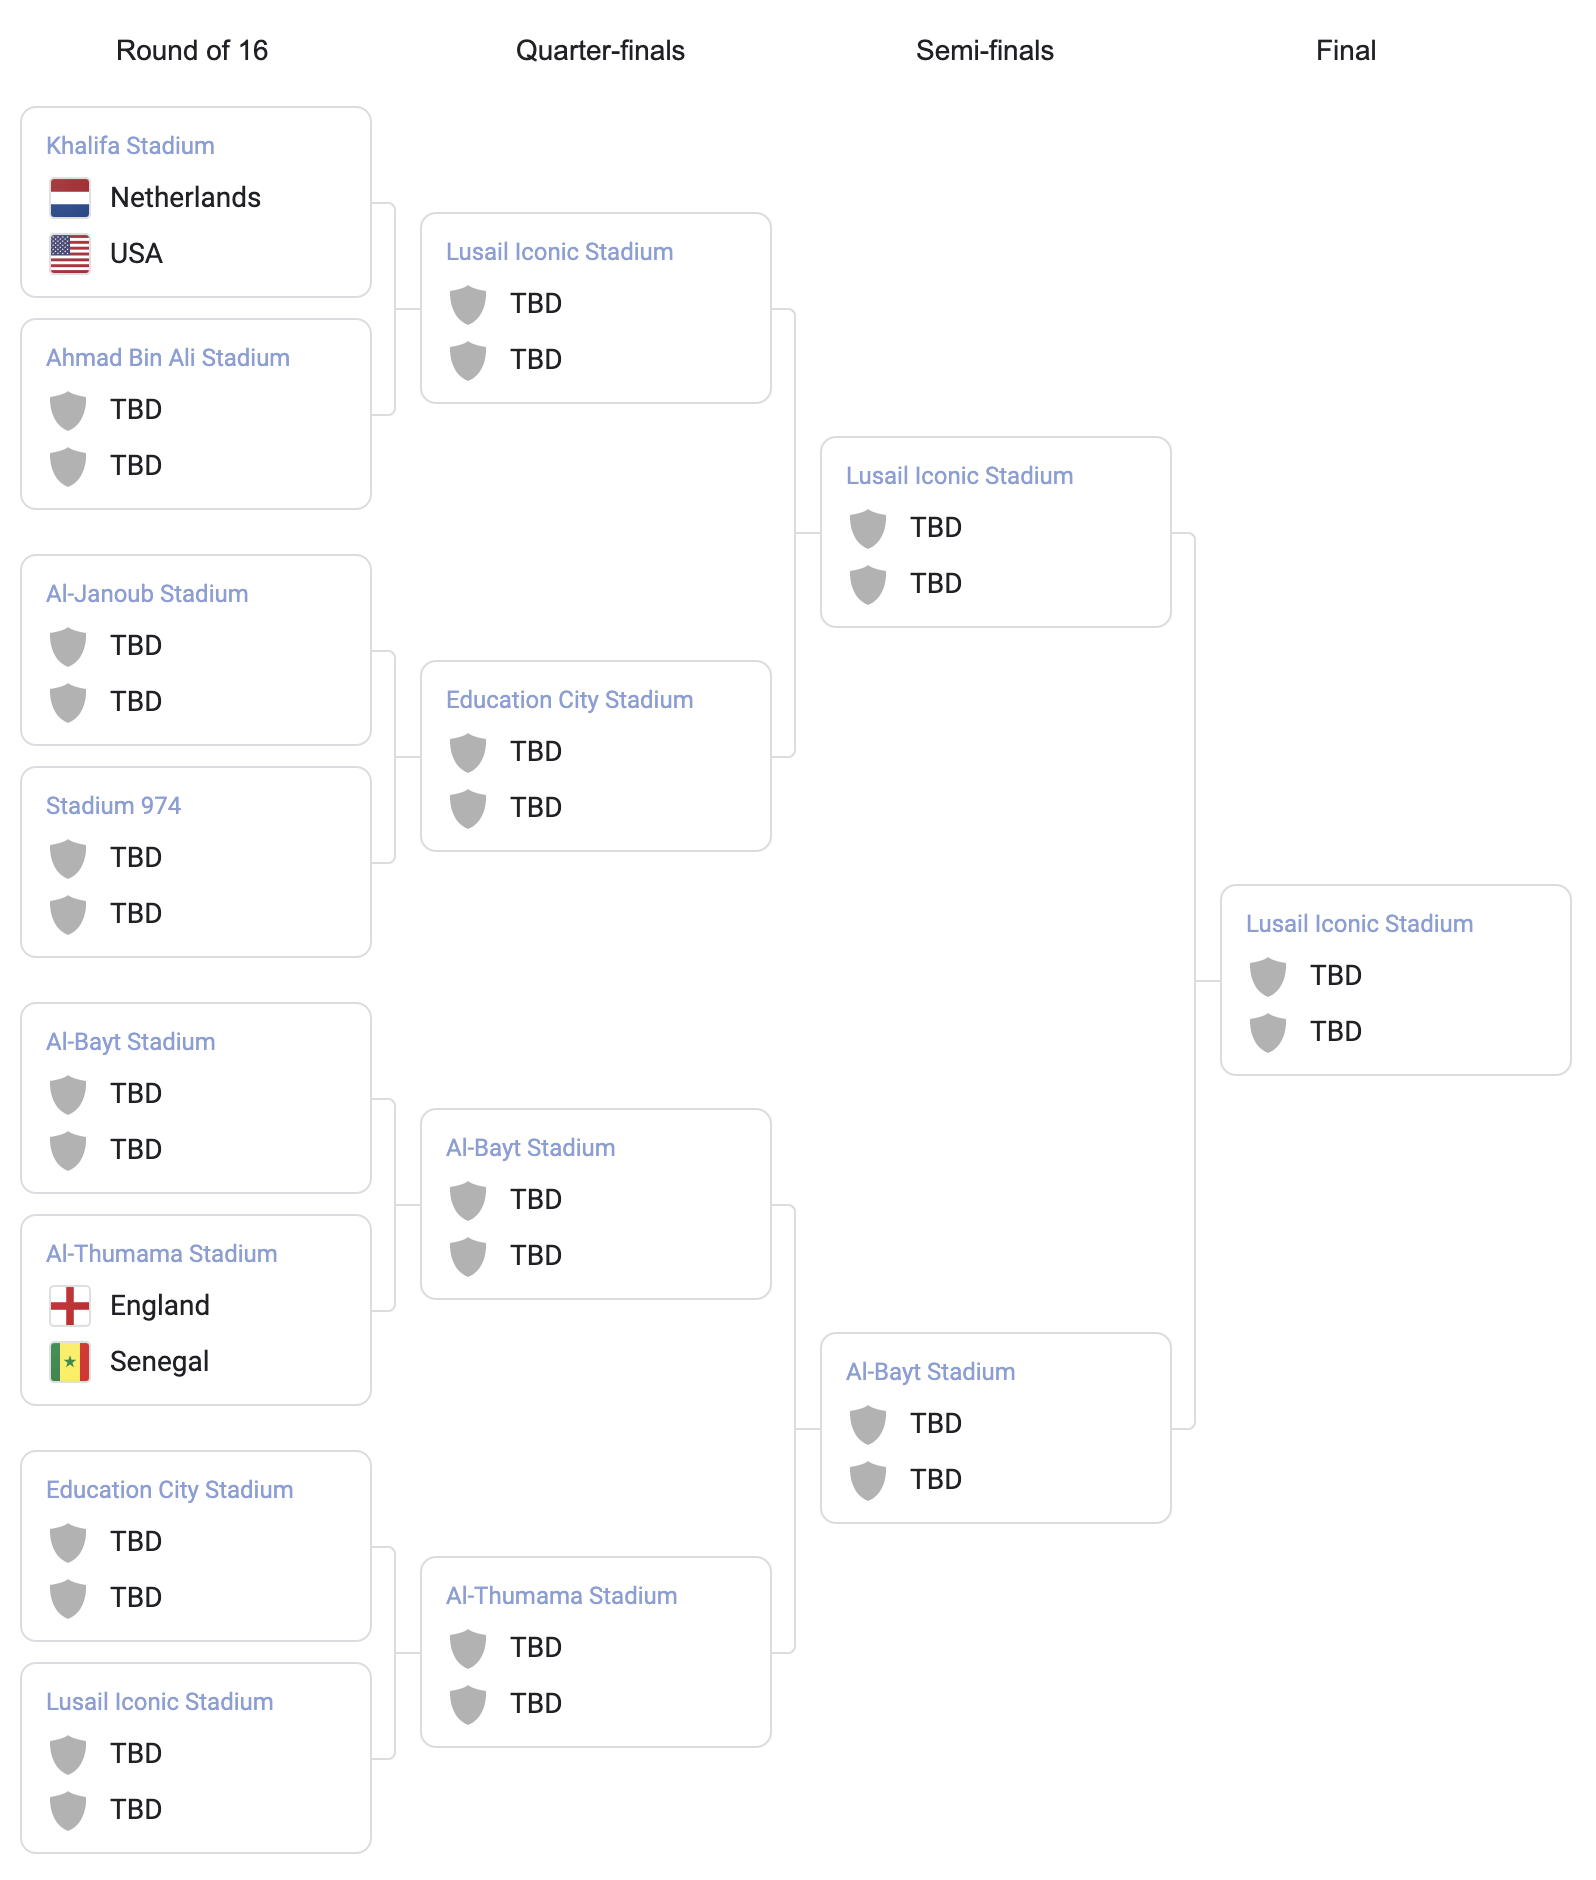 Round of 16
Quarter-finals
Semi-finals
Final
Khalifa Stadium
Netherlands
USA
Ahmad Bin Ali Stadium
TBD
TBD
Al-Janoub Stadium
TBD
TBD
Stadium 974
TBD
TBD
Al-Bayt Stadium
TBD
TBD
Al-Thumama Stadium
England
Senegal
Education City Stadium
TBD
TBD
Lusail Iconic Stadium
TBD
TBD
Lusail Iconic Stadium
TBD
TBD
Education City Stadium
TBD
TBD
Al-Bayt Stadium
TBD
TBD
Al-Thumama Stadium
TBD
TBD
Lusail Iconic Stadium
TBD
TBD
Al-Bayt Stadium
TBD
TBD
Lusail Iconic Stadium
TBD
TBD